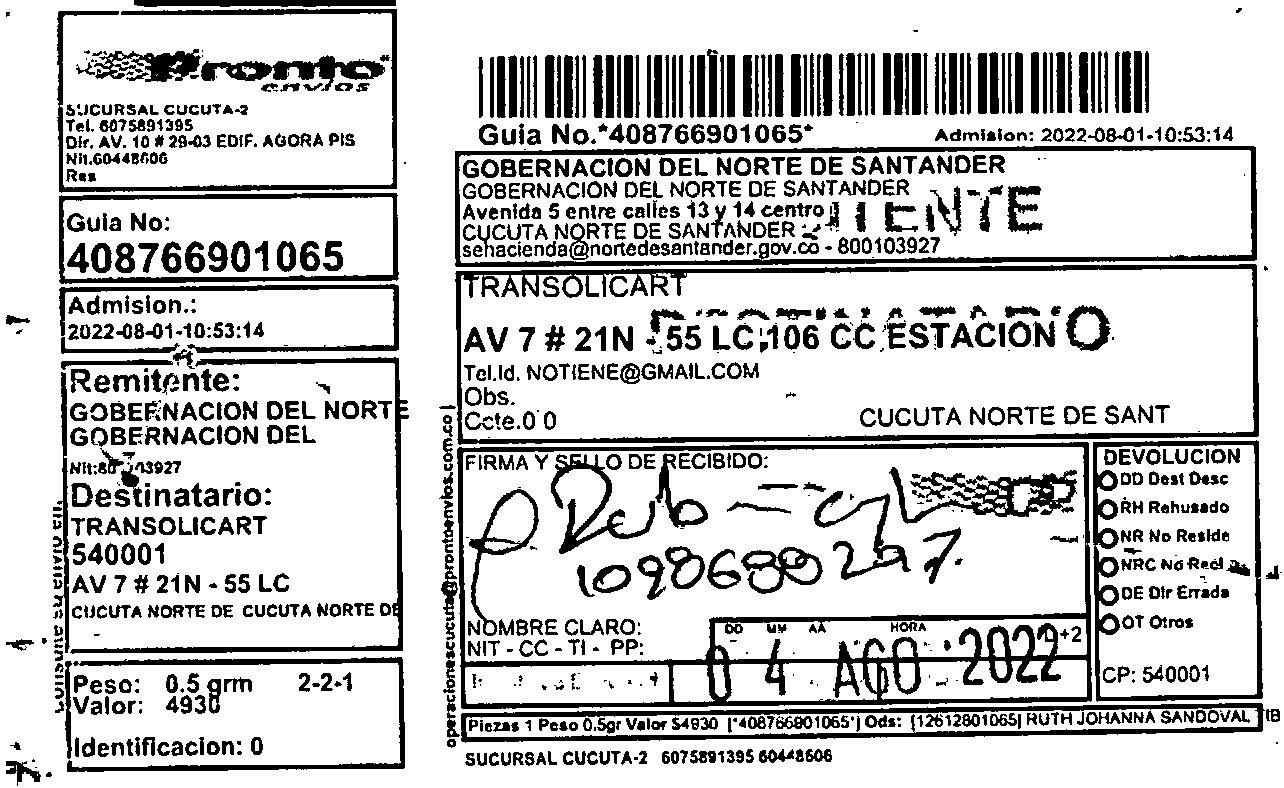 Pronto
envios
SUCURSAL CUCUTA-2
Tel. 6075891395
Dir. AV. 10 # 29-03 EDIF. AGORA PIS
Nit.60448606
Res
Guia No:
408766901065
Admision.:
2022-08-01-10:53:14
Remitente:
GOBERNACION DEL NORTE
GOBERNACION DEL
Destinatario:
TRANSOLICART
540001
AV 7 # 21N - 55 LC
CUCUTA NORTE DE CUCUTA NORTE DE
Peso: 0.5 grm 2-2-1
Valor: 4930
Identificacion: 0
Guia No.*408766901065*
Admision: 2022-08-01-10:53:14
GOBERNACION DEL NORTE DE SANTANDER
GOBERNACION DEL NORTE DE SANTANDER
Avenida 5 entre calles 13 y 14 centro
CUCUTA NORTE DE SANTANDER
sehacienda@nortedesantander.gov.co - 800103927
TRANSOLICART
AV 7 # 21N - 55 LC 106 CC ESTACION
Tel.Id. NOTIENE@GMAIL.COM
Obs.
Ccte.0 0
CUCUTA NORTE DE SANT
operacionescucuta@prontoenvios.com.co
FIRMA Y SELLO DE RECIBIDO:
1098680297.
NOMBRE CLARO:
NIT - CC - TI - PP:
DD MM AA HORA
04 AGO 2022
DEVOLUCION
DD Dest Desc
RH Rehusado
NR No Reside
NRC No Recl
DE Dir Errada
OT Otros
CP: 540001
Piezas 1 Peso 0.5gr Valor $4930 [*408766901065*] Ods: [12612801065] RUTH JOHANNA SANDOVAL
SUCURSAL CUCUTA-2 6075891395 60448606